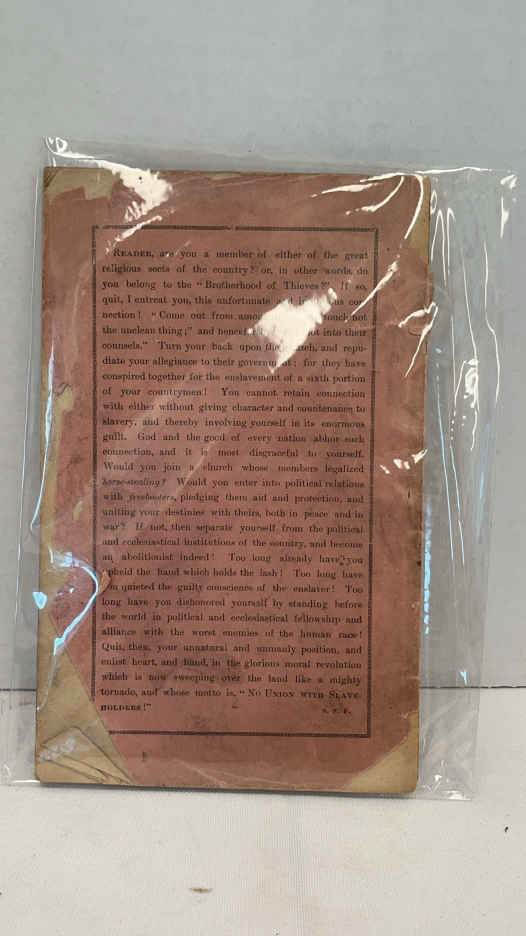 Reader, are you a member of either of the great
religious sects of the country? or, in other words, do
you belong to the "Brotherhood of Thieves?" If so,
quit, I entreat you, this unfortunate and con-
nection! "Come out from among touch not
the unclean thing;" and hence not into their
counsels." Turn your back upon the church, and repu-
diate your allegiance to their government; for they have
conspired together for the enslavement of a sixth portion
of your countrymen! You cannot retain connection
with either without giving character and countenance to
slavery, and thereby involving yourself in its enormous
guilt. God and the good of every nation abhor such
connection, and it is most disgraceful to yourself.
Would you join a church whose members legalized
horse-stealing? Would you enter into political relations
with freebooters, pledging them aid and protection, and
uniting your destinies with theirs, both in peace and in
war? If not, then separate yourself from the political
and ecclesiastical institutions of the country, and become
an abolitionist indeed! Too long already have you
upheld the hand which holds the lash! Too long have
you quieted the guilty conscience of the enslaver! Too
long have you dishonored yourself by standing before
the world in political and ecclesiastical fellowship and
alliance with the worst enemies of the human race!
Quit, then, your unnatural and unmanly position, and
enlist heart, and hand, in the glorious moral revolution
which is now sweeping over the land like a mighty
tornado, and whose motto is, "No Union with Slave-
holders!"
S. S. F.